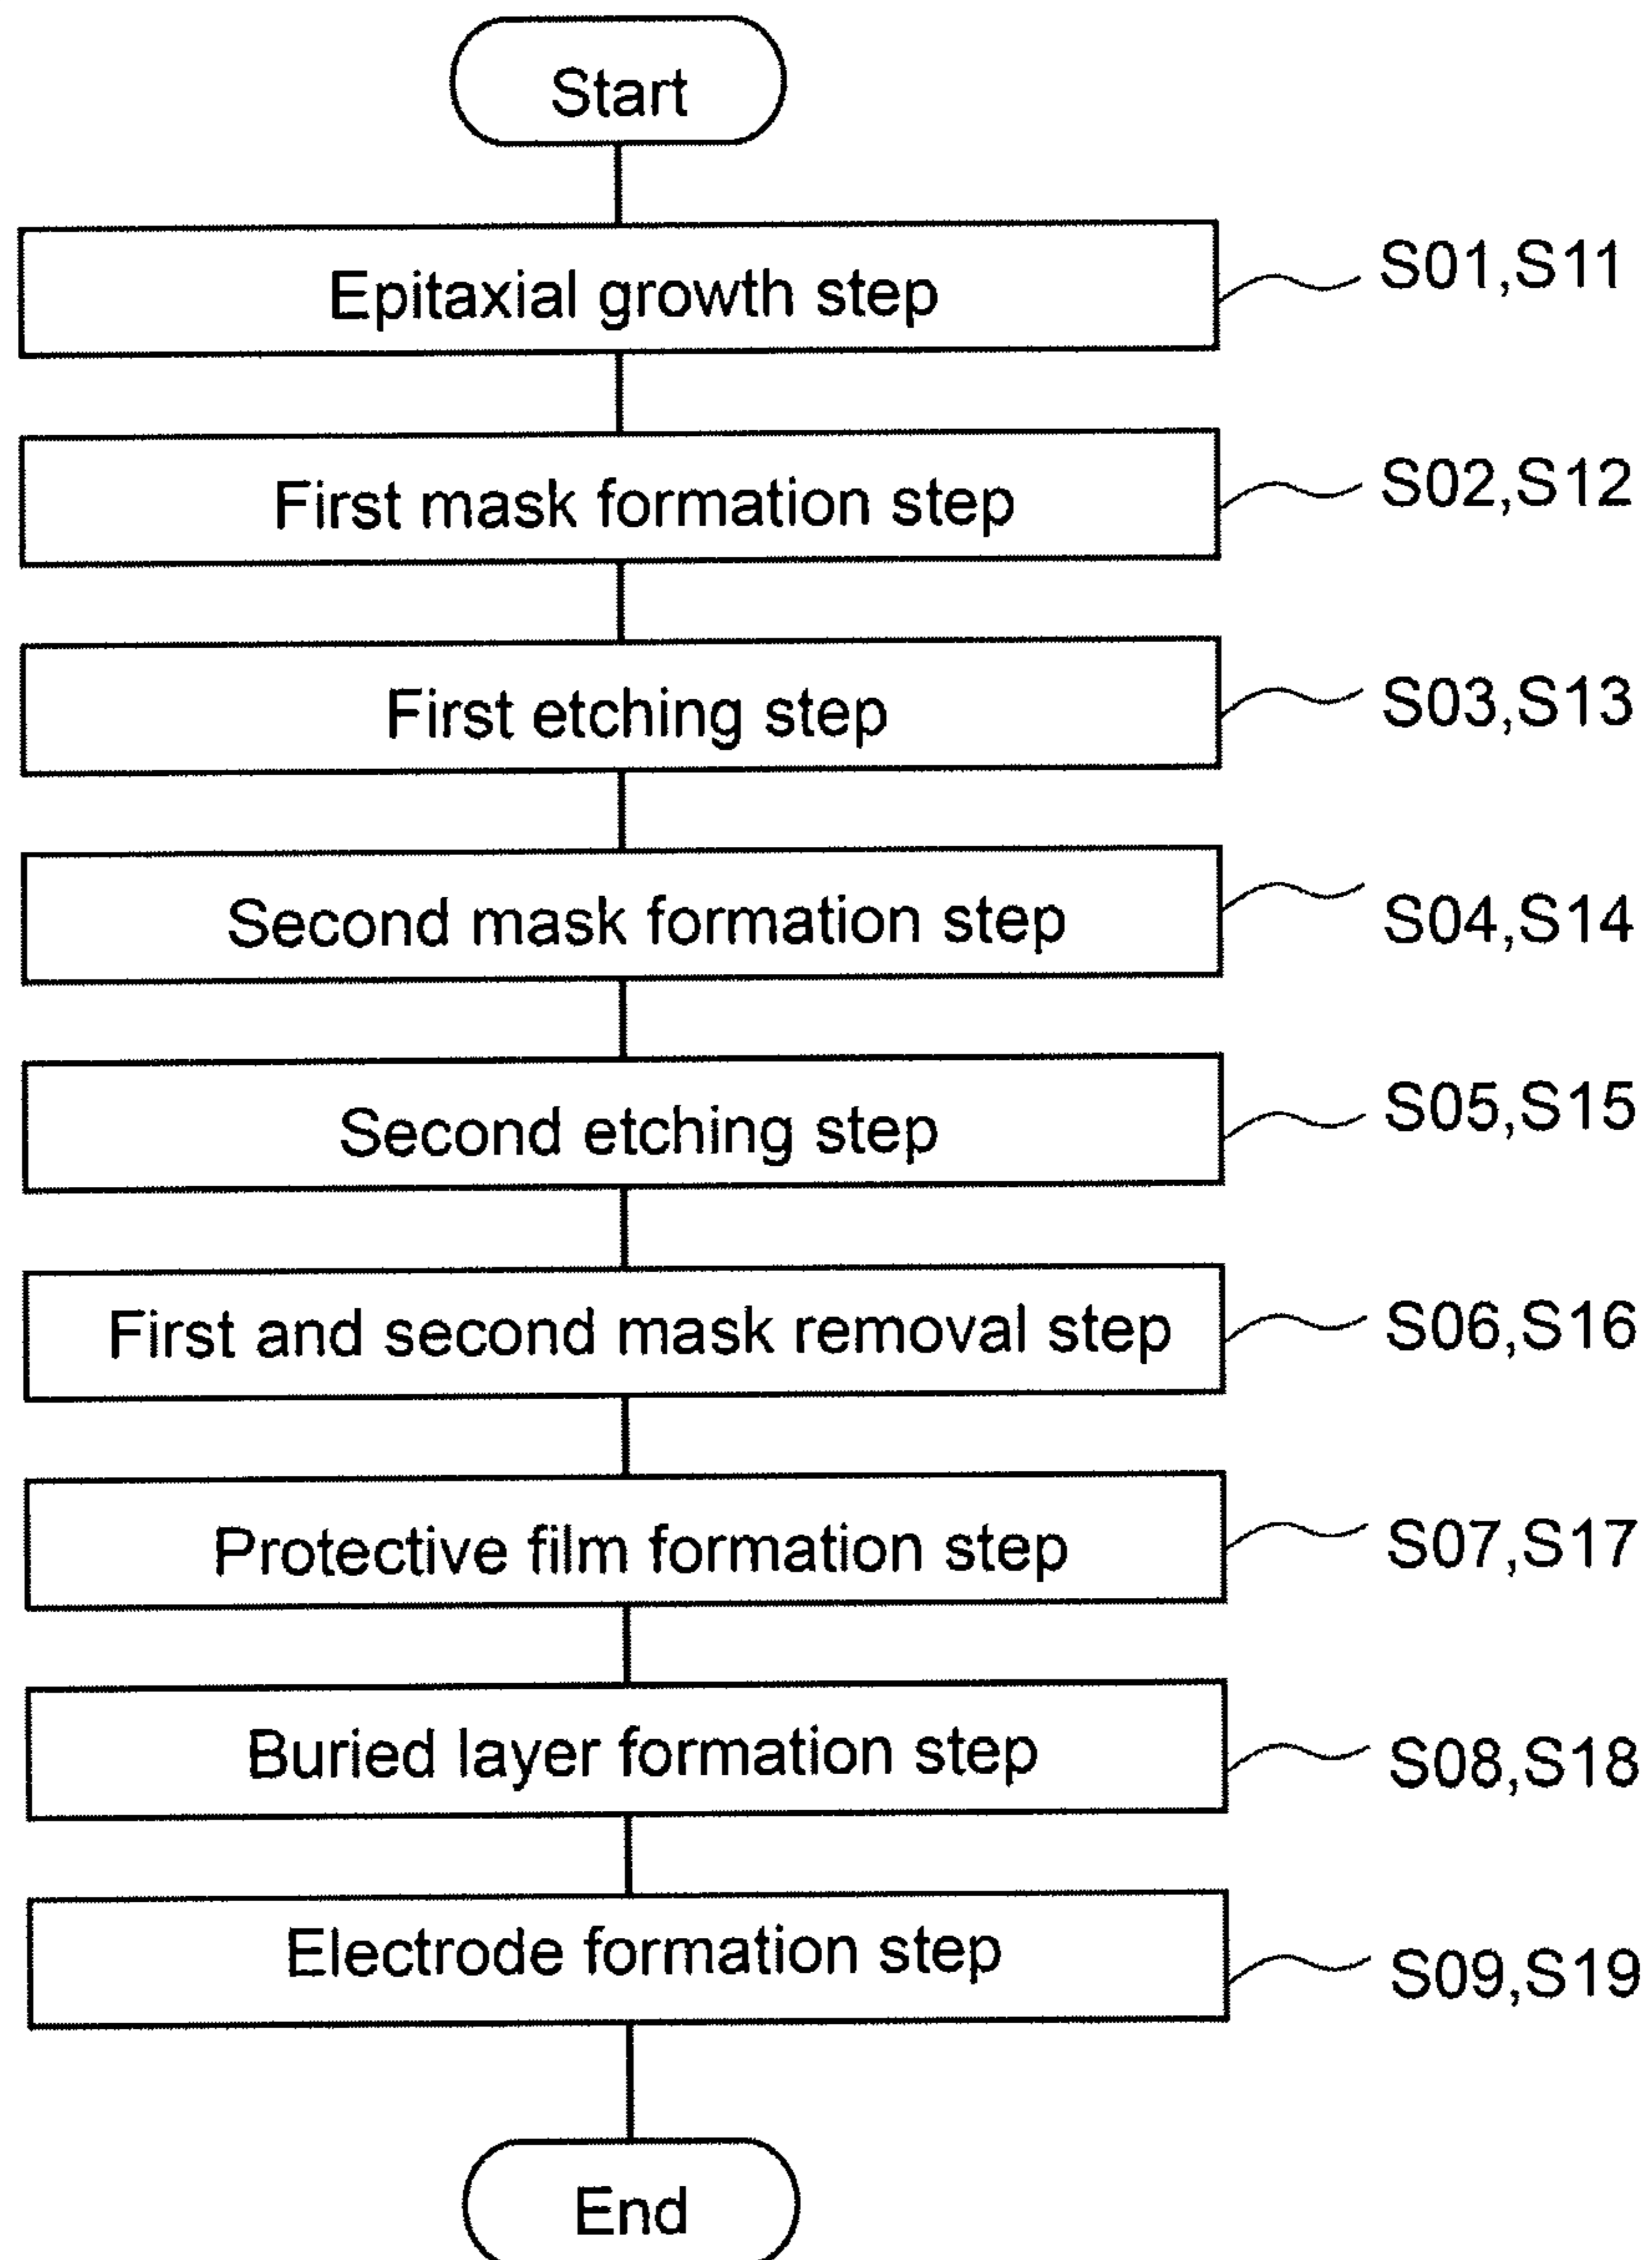 Start
Epitaxial growth step
S01,S11
First mask formation step
S02,S12
First etching step
S03,S13
Second mask formation step
S04,S14
Second etching step
S05,S15
First and second mask removal step
S06,S16
Protective film formation step
S07,S17
Buried layer formation step
S08,S18
Electrode formation step
S09,S19
End